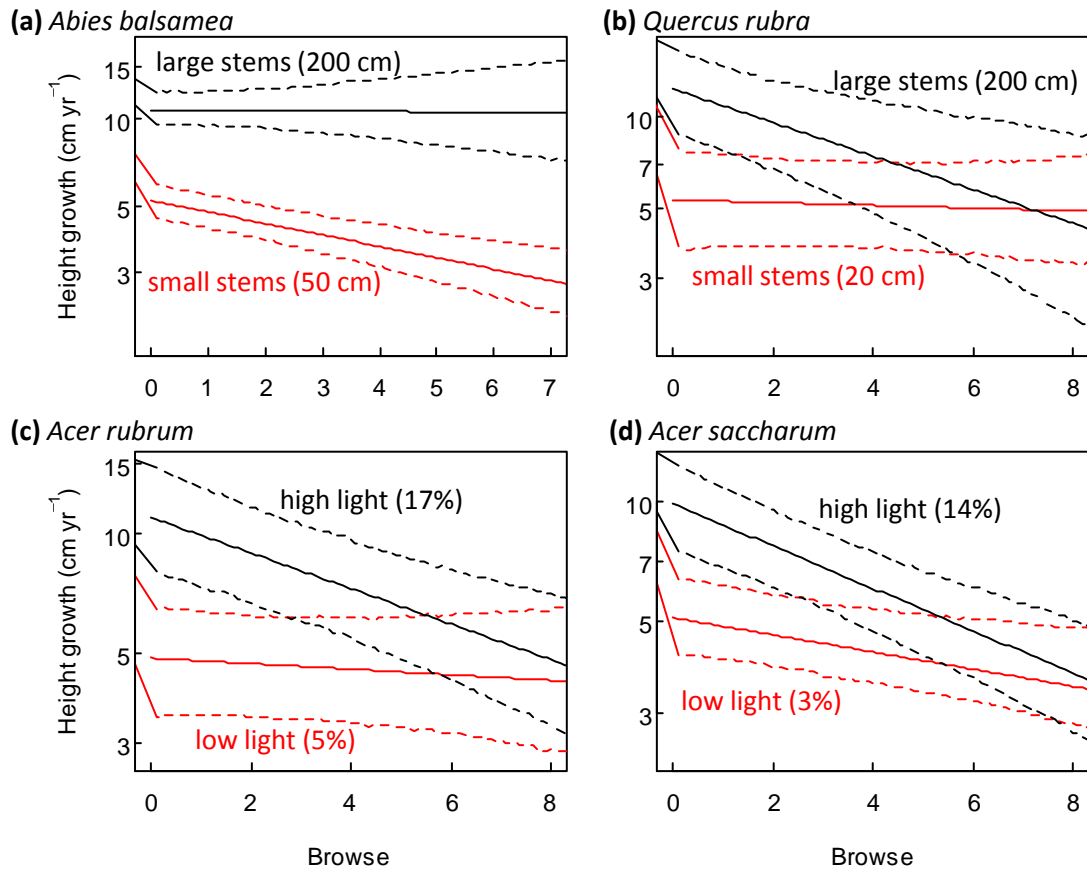 (a) Abies balsamea
large stems (200 cm)
small stems (50 cm)
Height growth (cm yr⁻¹)
15
10
5
3
0 1 2 3 4 5 6 7
(b) Quercus rubra
large stems (200 cm)
small stems (20 cm)
10
7
5
3
0 2 4 6 8
(c) Acer rubrum
high light (17%)
low light (5%)
Height growth (cm yr⁻¹)
15
10
5
3
0 2 4 6 8
Browse
(d) Acer saccharum
high light (14%)
low light (3%)
10
7
5
3
0 2 4 6 8
Browse